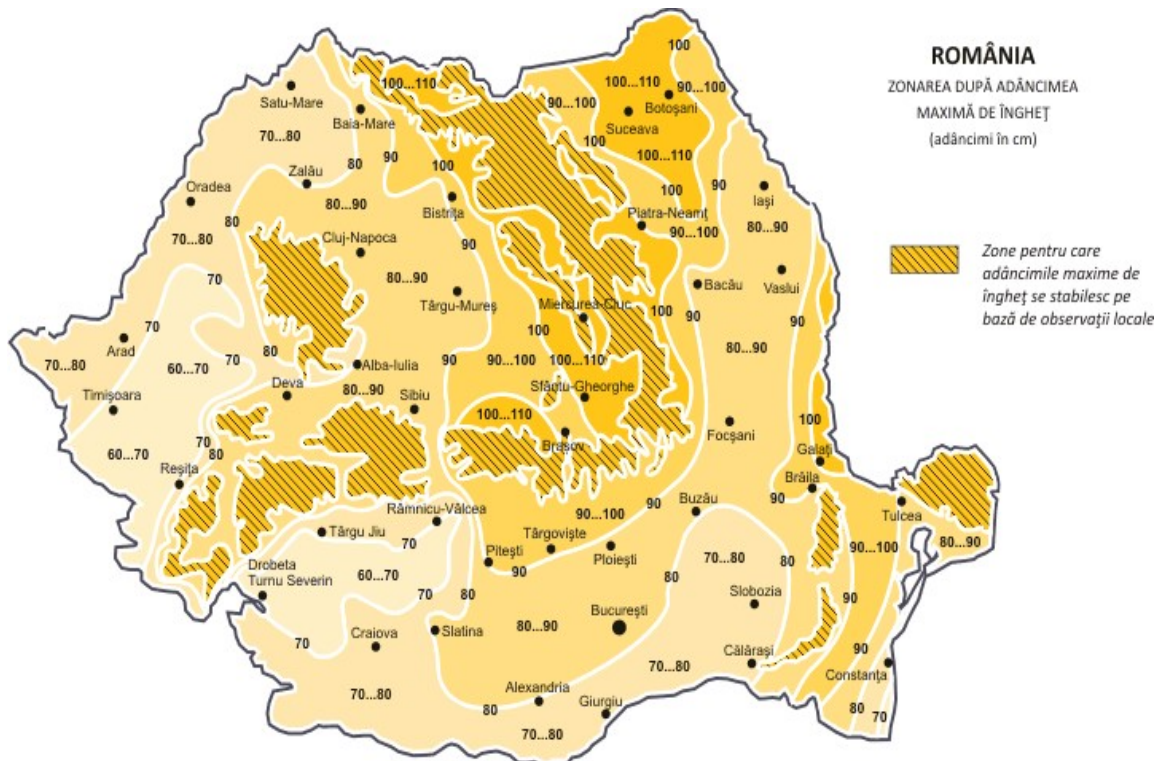 ROMÂNIA
ZONAREA DUPĂ ADÂNCIMEA
MAXIMĂ DE ÎNGHEȚ
(adâncimi în cm)
Zone pentru care
adâncimile maxime de
îngheț se stabilesc pe
bază de observații locale
100
100...110
100...110
90...100
90...100
Satu-Mare
Botoșani
Baia-Mare
Suceava
70...80
100
80
90
100
100...110
Zalău
90
Iași
Oradea
80...90
Bistrița
100
Piatra-Neamț
80...90
80
90...100
70...80
Cluj-Napoca
90
80...90
Vaslui
70
Bacău
Târgu-Mureș
90
Miercurea-Ciuc
90
90
70
100
Arad
80...90
70...80
60...70
70
80
90
90...100
100...110
Alba-Iulia
Deva
80...90
Sfântu-Gheorghe
Timișoara
Sibiu
100...110
100
Focșani
Brașov
70
60...70
80
Galați
Reșița
90
Brăila
Buzău
Tulcea
Râmnicu-Vâlcea
90...100
Târgu Jiu
70
Târgoviște
90...100
80...90
Pitești
Ploiești
70...80
80
Drobeta
Turnu Severin
60...70
90
80
70
80
Slobozia
90
București
Craiova
Slatina
80...90
70
Călărași
90
70...80
Constanța
70...80
Alexandria
80
Giurgiu
80
70
70...80